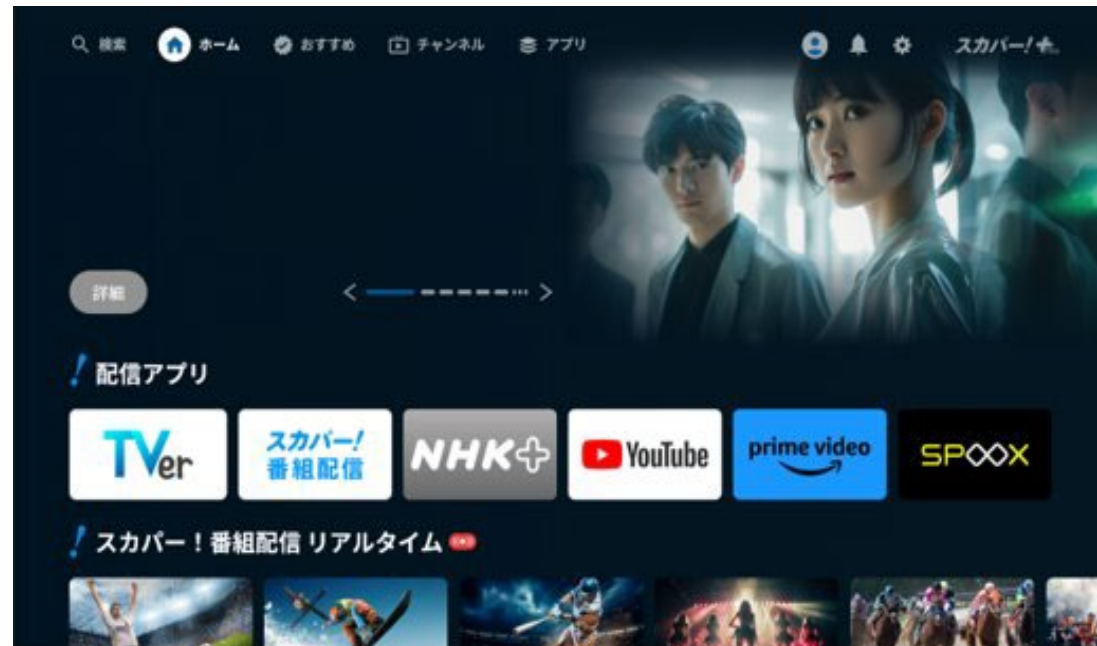 検索 ホーム おすすめ チャンネル アプリ スカパー!+
詳細
配信アプリ
TVer
スカパー!
番組配信
NHK+
YouTube
prime video
SPOOX
スカパー！番組配信 リアルタイム